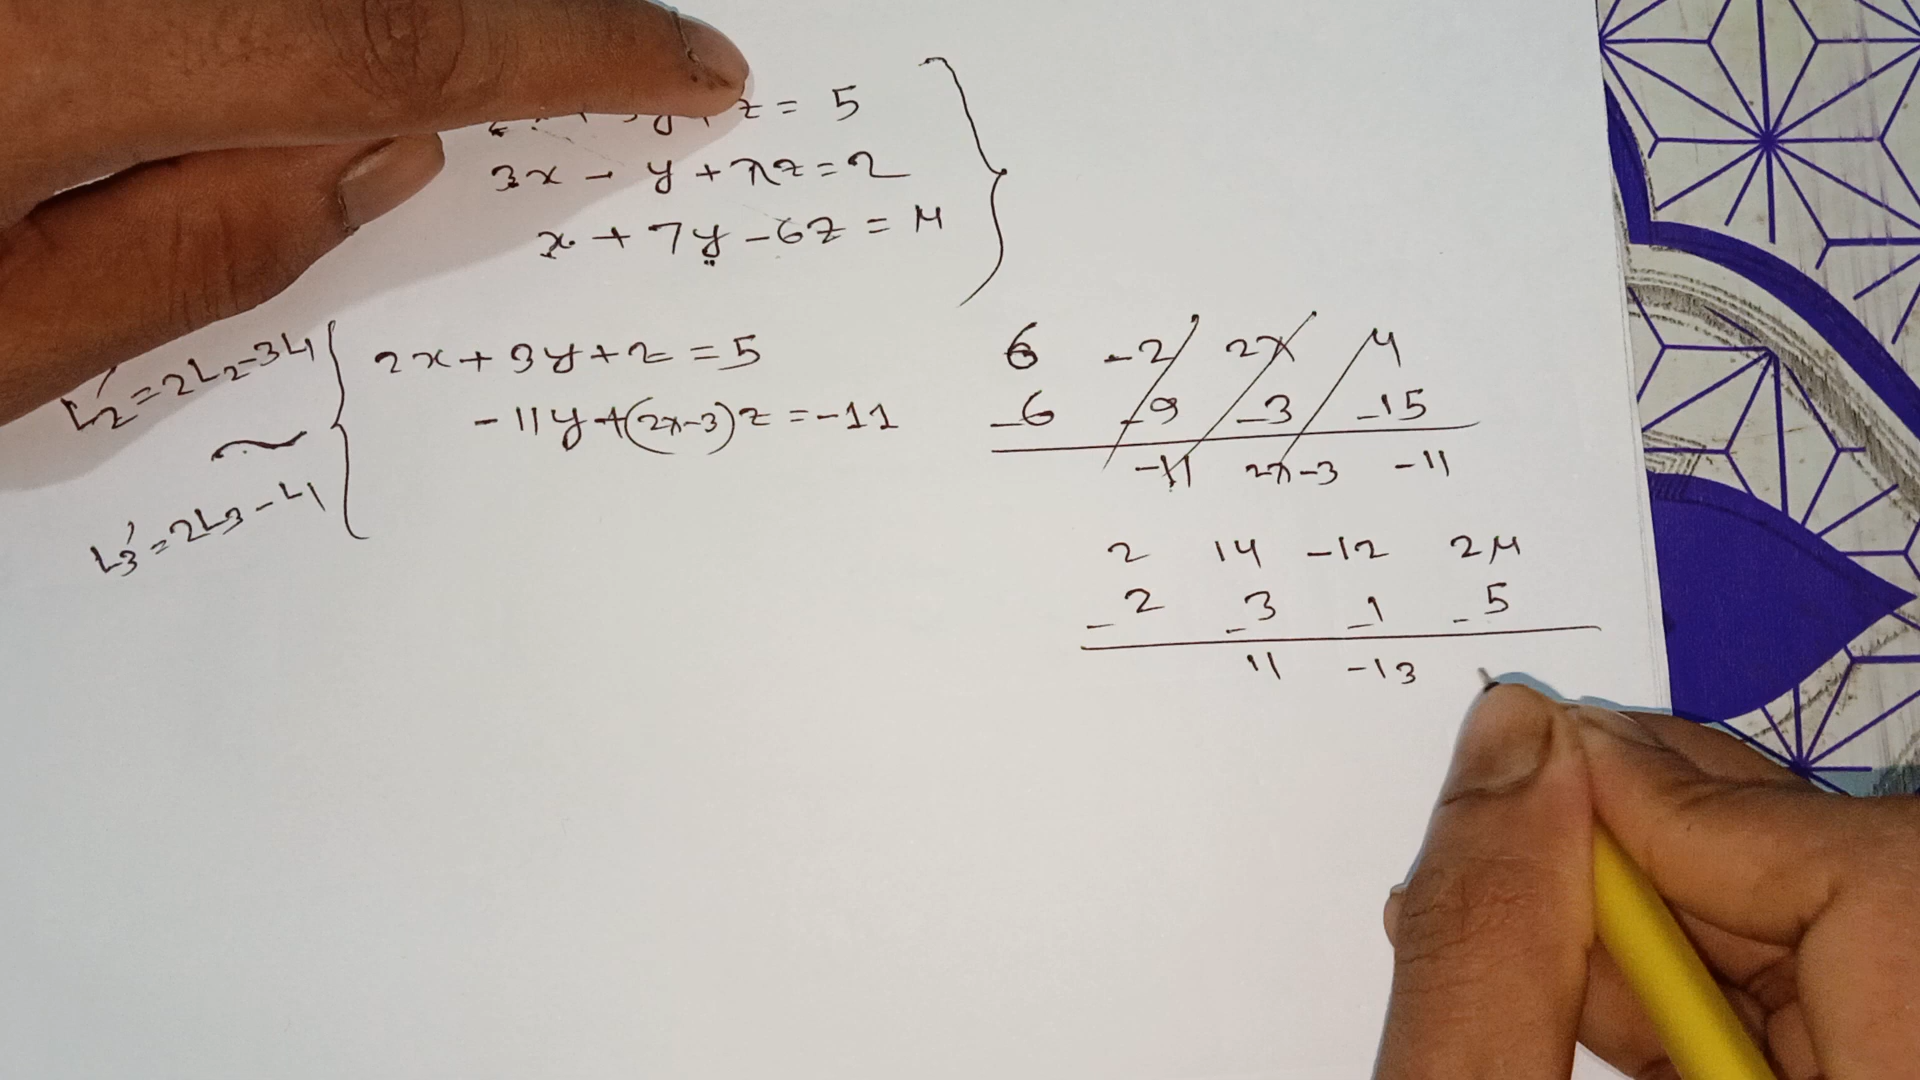 z = 5
3x - y + λz = 2
x + 7y - 6z = μ
L₂' = 2L₂ - 3L₁
~
L₃' = 2L₃ - L₁
2x + 3y + z = 5
- 11y + (2λ-3)z = -11
6 -2 2λ 4
-6 -9 -3 -15
-11 2λ-3 -11
2 14 -12 2μ
-2 -3 -1 -5
11 -13